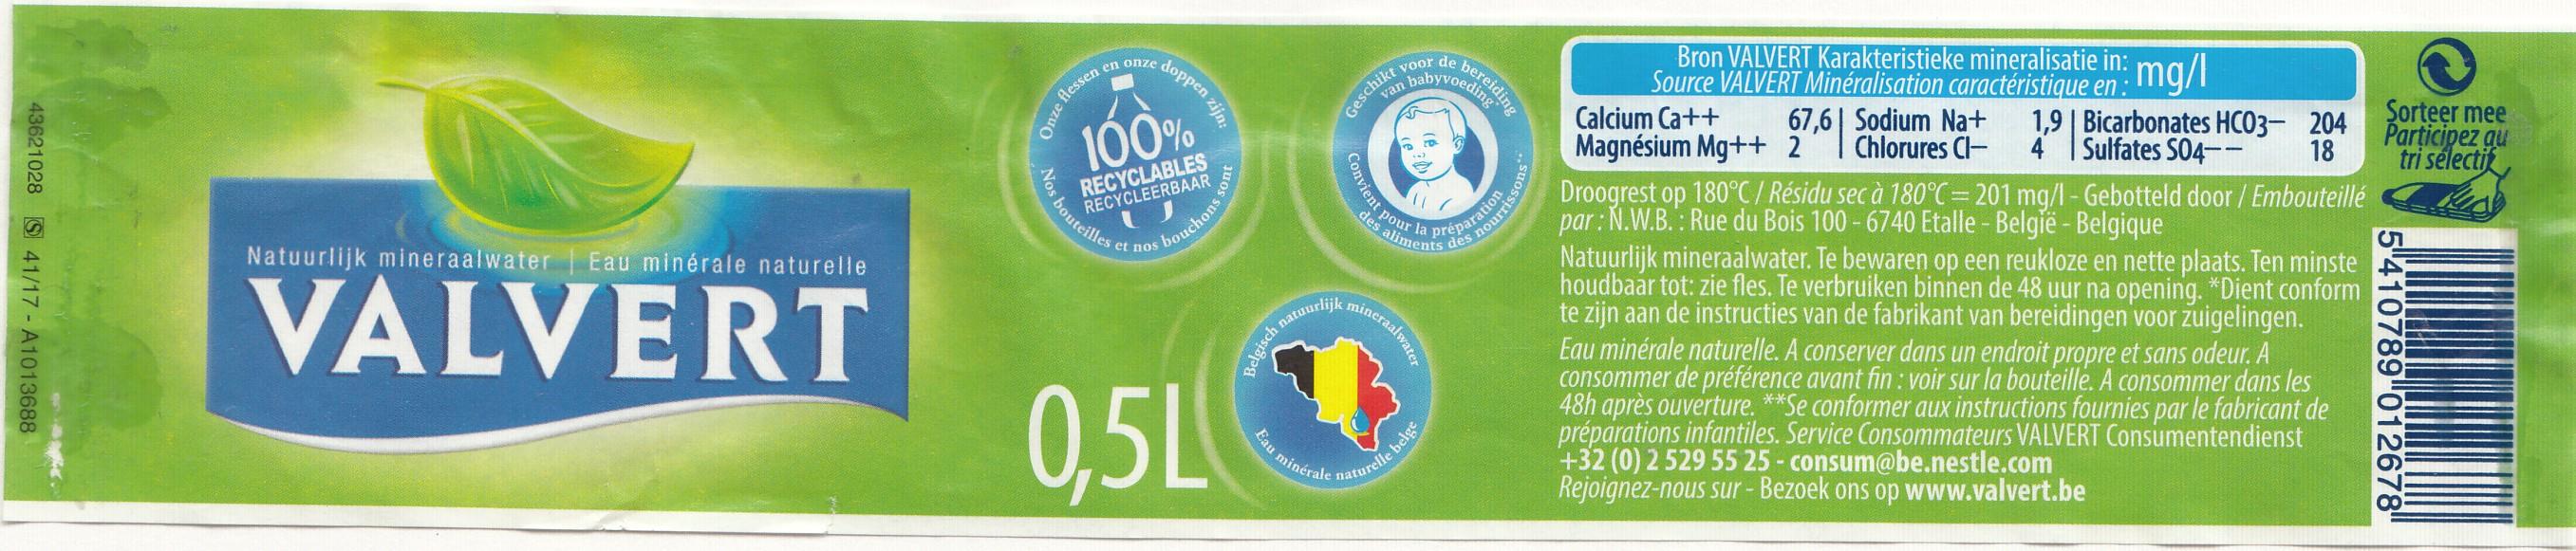 43621028 Ⓢ 41/17 - A1013688
Natuurlijk mineraalwater | Eau minérale naturelle
VALVERT
Onze flessen en onze doppen zijn:
100%
RECYCLABLES
RECYCLEERBAAR
Nos bouteilles et nos bouchons sont
Geschikt voor de bereiding
van babyvoeding*
Convient pour la préparation
des aliments des nourrissons**
0,5L
Belgisch natuurlijk mineraalwater
Eau minérale naturelle belge
Bron VALVERT Karakteristieke mineralisatie in:
Source VALVERT Minéralisation caractéristique en : mg/l
Calcium Ca++ 67,6 | Sodium Na+ 1,9 | Bicarbonates HCO3− 204
Magnésium Mg++ 2 | Chlorures Cl− 4 | Sulfates SO4−− 18
Droogrest op 180°C / Résidu sec à 180°C = 201 mg/l - Gebotteld door / Embouteillé
par : N.W.B. : Rue du Bois 100 - 6740 Etalle - België - Belgique
Natuurlijk mineraalwater. Te bewaren op een reukloze en nette plaats. Ten minste
houdbaar tot: zie fles. Te verbruiken binnen de 48 uur na opening. *Dient conform
te zijn aan de instructies van de fabrikant van bereidingen voor zuigelingen.
Eau minérale naturelle. A conserver dans un endroit propre et sans odeur. A
consommer de préférence avant fin : voir sur la bouteille. A consommer dans les
48h après ouverture. **Se conformer aux instructions fournies par le fabricant de
préparations infantiles. Service Consommateurs VALVERT Consumentendienst
+32 (0) 2 529 55 25 - consum@be.nestle.com
Rejoignez-nous sur - Bezoek ons op www.valvert.be
Sorteer mee
Participez au
tri sélectif
5 410789 012678